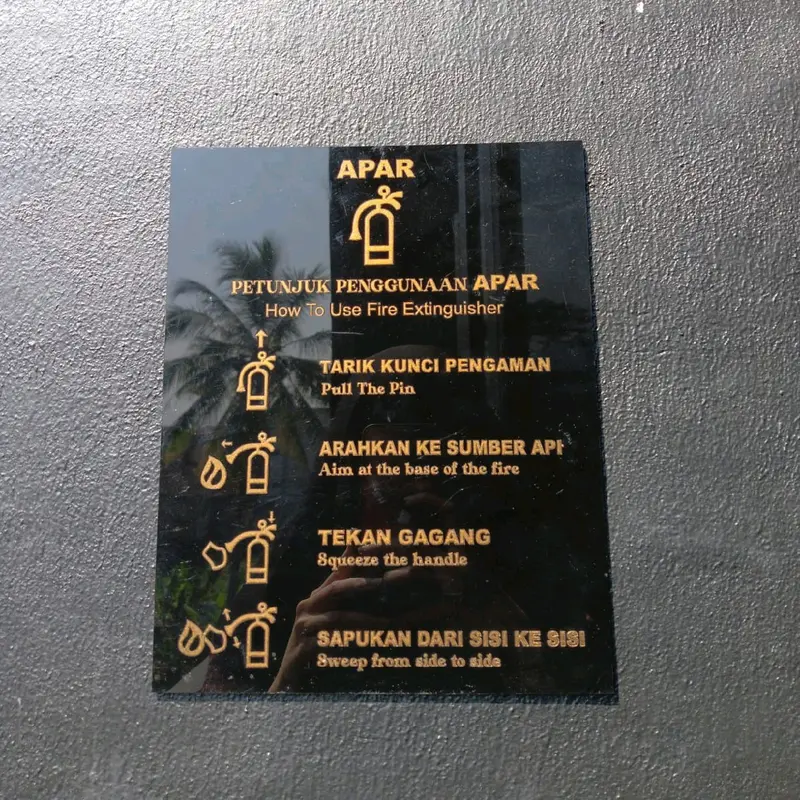 APAR
PETUNJUK PENGGUNAAN APAR
How To Use Fire Extinguisher
TARIK KUNCI PENGAMAN
Pull The Pin
ARAHKAN KE SUMBER API
Aim at the base of the fire
TEKAN GAGANG
Squeeze the handle
SAPUKAN DARI SISI KE SISI
Sweep from side to side